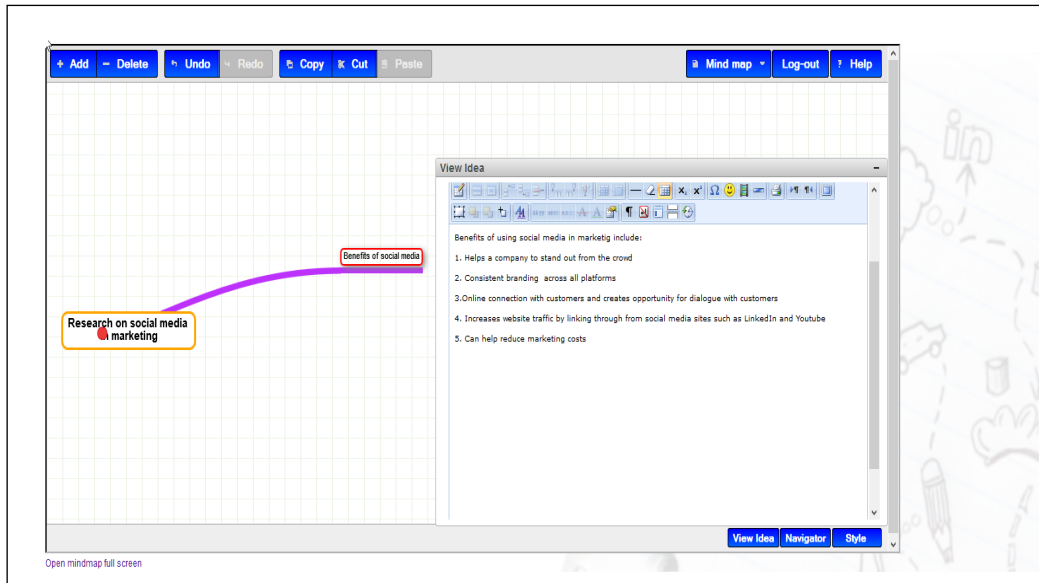 + Add − Delete Undo Redo Copy Cut Paste Mind map Log-out ? Help
View Idea
Benefits of using social media in marketig include:
1. Helps a company to stand out from the crowd
2. Consistent branding across all platforms
3.Online connection with customers and creates opportunity for dialogue with customers
4. Increases website traffic by linking through from social media sites such as LinkedIn and Youtube
5. Can help reduce marketing costs
Benefits of social media
Research on social media
marketing
View Idea Navigator Style
Open mindmap full screen
in